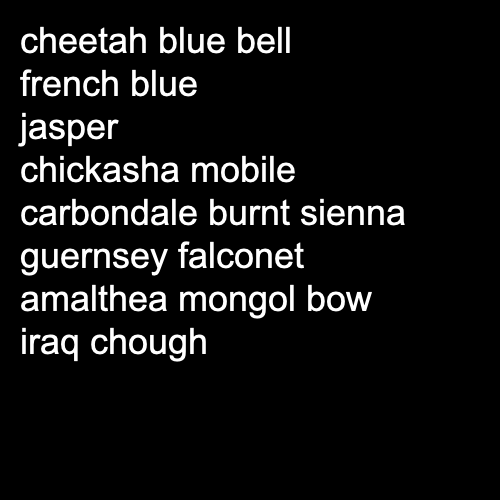 cheetah blue bell
french blue
jasper
chickasha mobile
carbondale burnt sienna
guernsey falconet
amalthea mongol bow
iraq chough